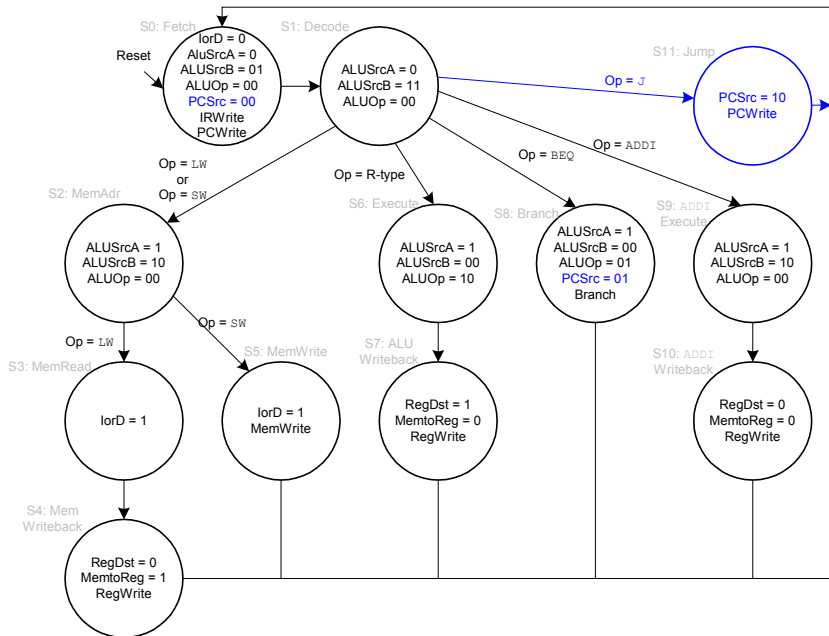 S0: Fetch
IorD = 0
AluSrcA = 0
ALUSrcB = 01
ALUOp = 00
PCSrc = 00
IRWrite
PCWrite
Reset
S1: Decode
ALUSrcA = 0
ALUSrcB = 11
ALUOp = 00
S11: Jump
Op = J
PCSrc = 10
PCWrite
Op = LW
or
Op = SW
Op = R-type
Op = BEQ
Op = ADDI
S2: MemAdr
ALUSrcA = 1
ALUSrcB = 10
ALUOp = 00
S6: Execute
ALUSrcA = 1
ALUSrcB = 00
ALUOp = 10
S8: Branch
ALUSrcA = 1
ALUSrcB = 00
ALUOp = 01
PCSrc = 01
Branch
S9: ADDI
Execute
ALUSrcA = 1
ALUSrcB = 10
ALUOp = 00
Op = LW
Op = SW
S3: MemRead
IorD = 1
S5: MemWrite
IorD = 1
MemWrite
S7: ALU
Writeback
RegDst = 1
MemtoReg = 0
RegWrite
S10: ADDI
Writeback
RegDst = 0
MemtoReg = 0
RegWrite
S4: Mem
Writeback
RegDst = 0
MemtoReg = 1
RegWrite